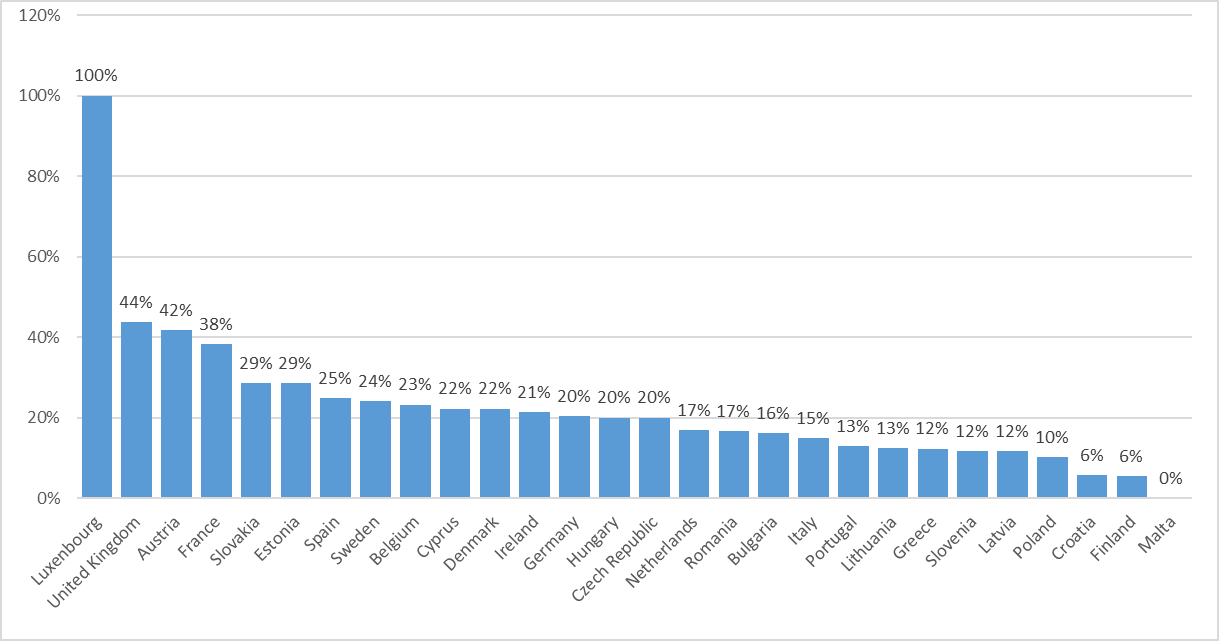 120%
100%
80%
60%
40%
20%
0%
100%
44%
42%
38%
29%
29%
25%
24%
23%
22%
22%
21%
20%
20%
20%
17%
17%
16%
15%
13%
13%
12%
12%
12%
10%
6%
6%
0%
Luxenbourg
United Kingdom
Austria
France
Slovakia
Estonia
Spain
Sweden
Belgium
Cyprus
Denmark
Ireland
Germany
Hungary
Czech Republic
Netherlands
Romania
Bulgaria
Italy
Portugal
Lithuania
Greece
Slovenia
Latvia
Poland
Croatia
Finland
Malta